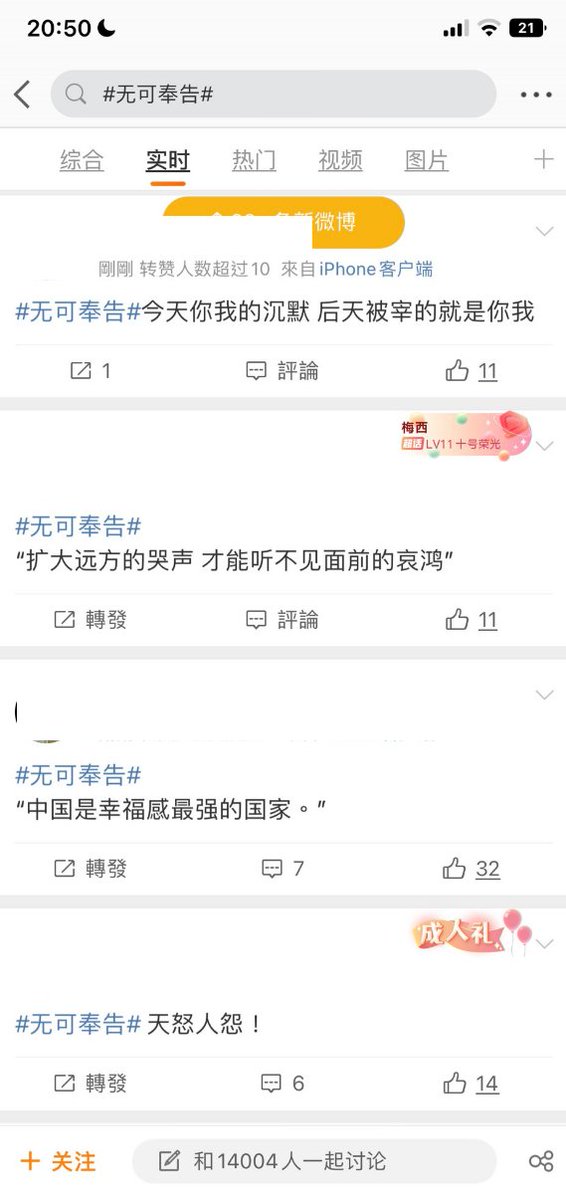 20:50
21
#无可奉告#
综合 实时 热门 视频 图片
微博
剛剛 转赞人数超过10 來自iPhone客户端
#无可奉告#今天你我的沉默 后天被宰的就是你我
1 評論 11
梅西
超话 LV11十号荣光
#无可奉告#
“扩大远方的哭声 才能听不见面前的哀鸿”
轉發 評論 11
#无可奉告#
“中国是幸福感最强的国家。”
轉發 7 32
成人礼
#无可奉告# 天怒人怨！
轉發 6 14
+ 关注 和14004人一起讨论